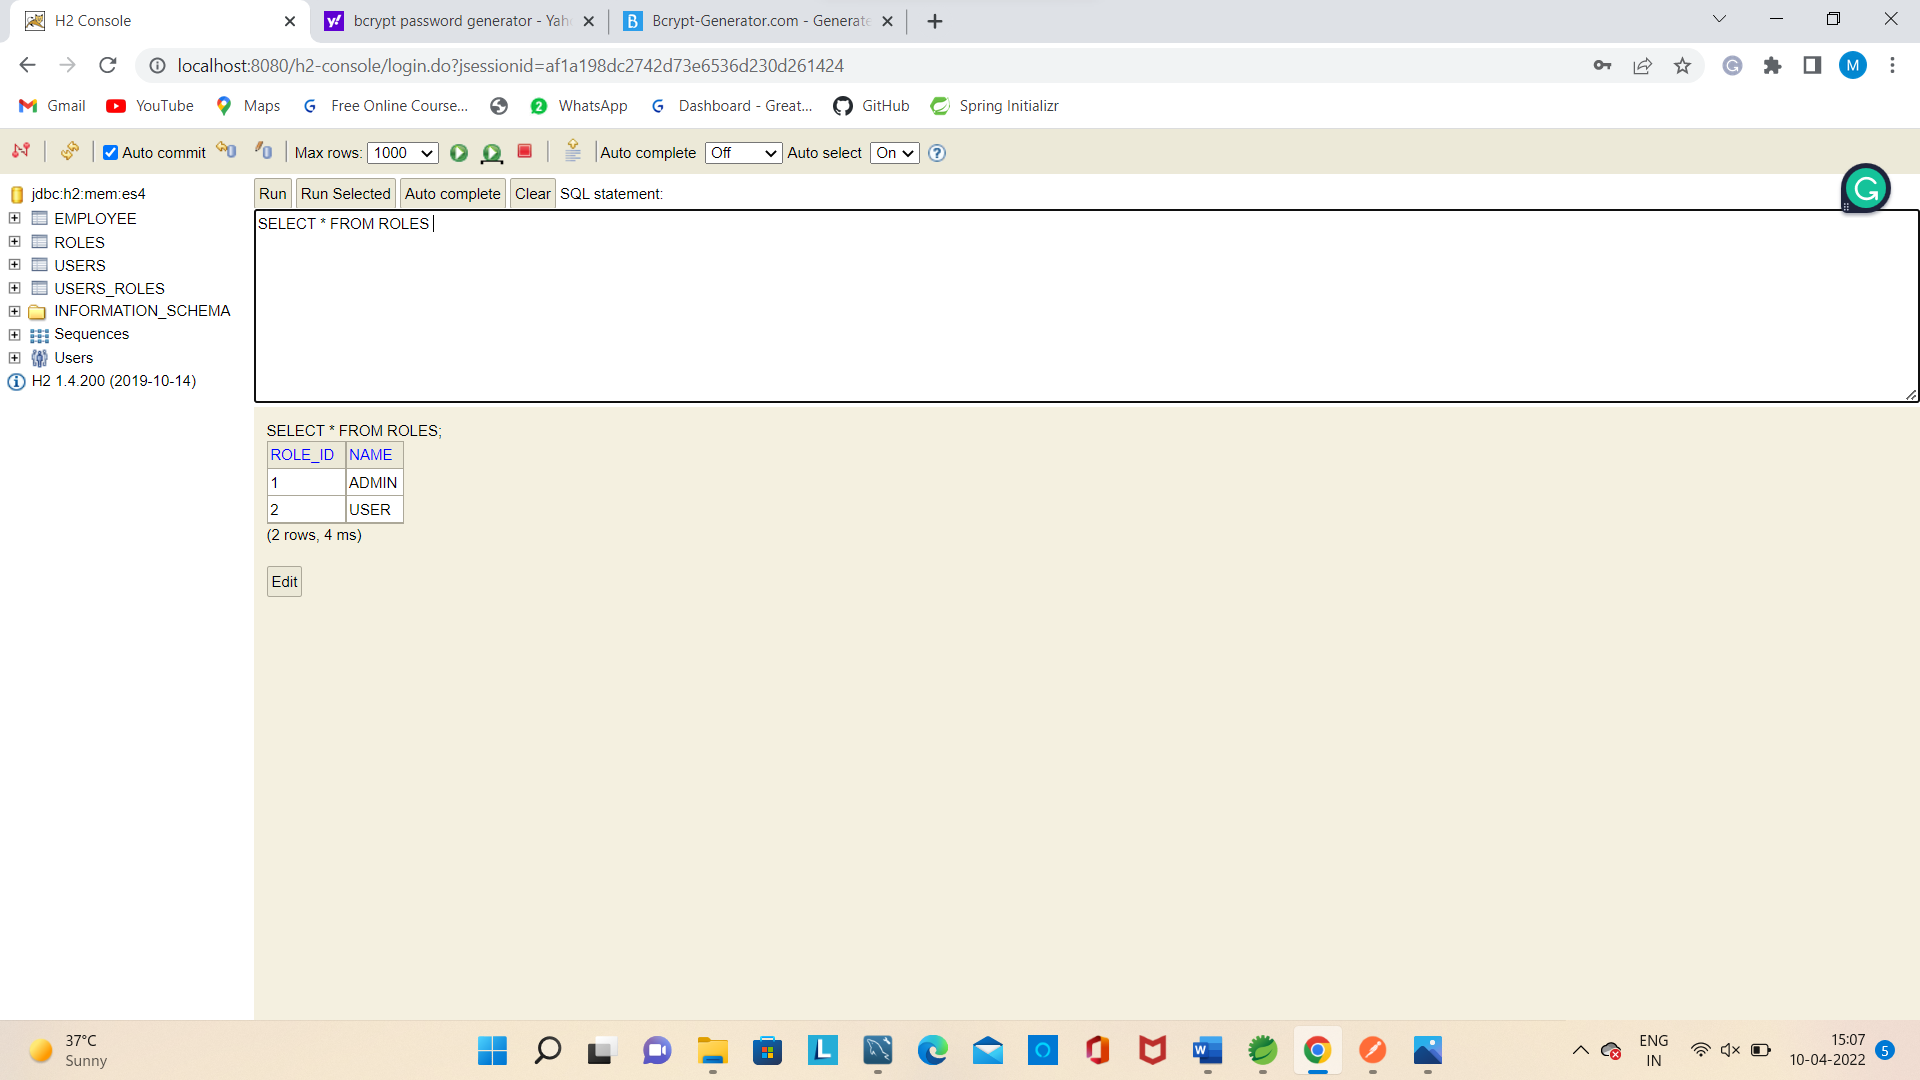 H2 Console
bcrypt password generator - Yah
Bcrypt-Generator.com - Generate
localhost:8080/h2-console/login.do?jsessionid=af1a198dc2742d73e6536d230d261424
M
Gmail
YouTube
Maps
Free Online Course...
2
WhatsApp
Dashboard - Great...
GitHub
Spring Initializr
Auto commit
Max rows: 1000
Auto complete Off
Auto select On
jdbc:h2:mem:es4
EMPLOYEE
ROLES
USERS
USERS_ROLES
INFORMATION_SCHEMA
Sequences
Users
H2 1.4.200 (2019-10-14)
Run Run Selected Auto complete Clear SQL statement:
SELECT * FROM ROLES
SELECT * FROM ROLES;
ROLE_ID NAME
1 ADMIN
2 USER
(2 rows, 4 ms)
Edit
37°C
Sunny
ENG
IN
15:07
10-04-2022
5